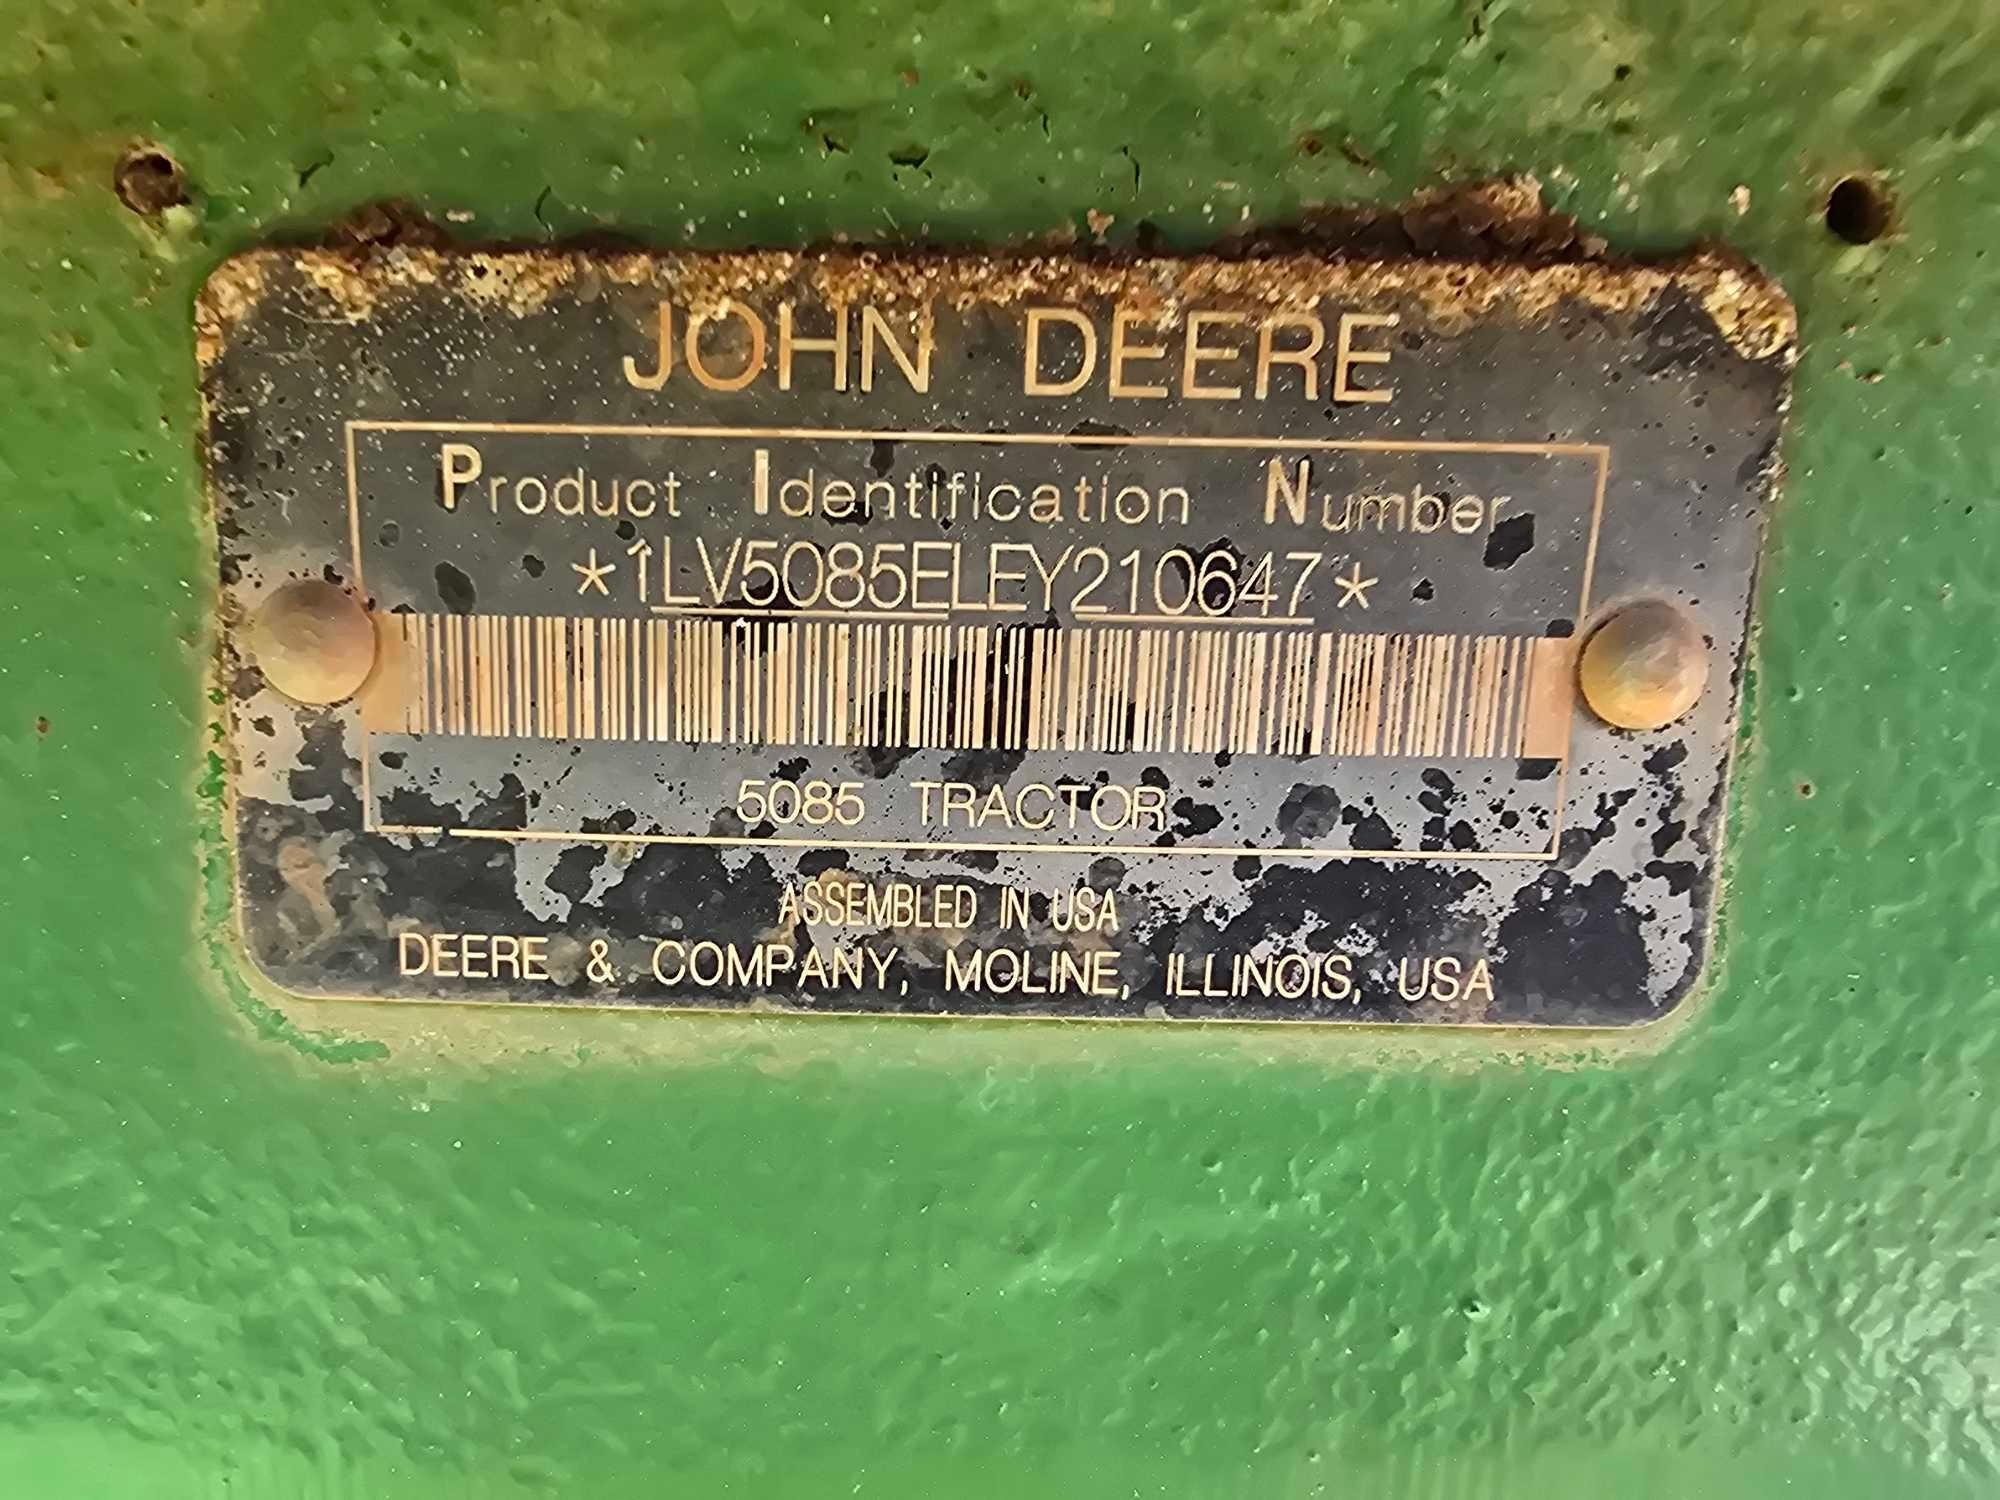 JOHN DEERE
Product Identification Number
*1LV5085ELEY210647*
5085 TRACTOR
ASSEMBLED IN USA
DEERE & COMPANY, MOLINE, ILLINOIS, USA